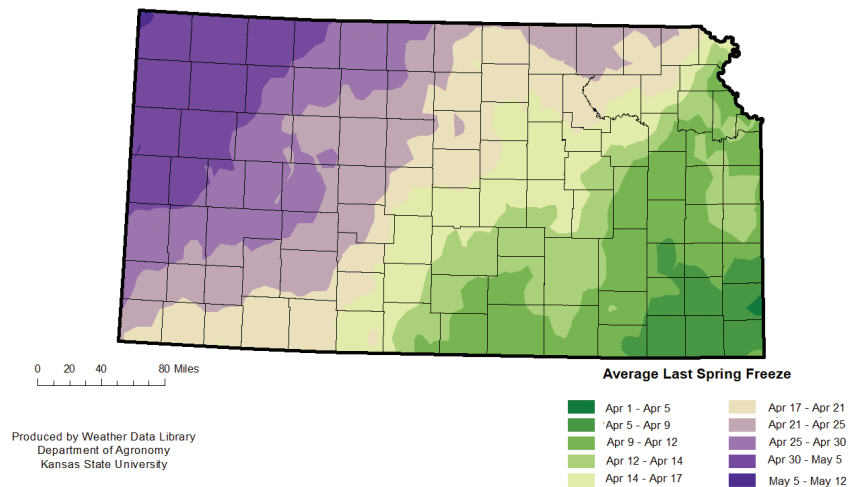 0 20 40 80 Miles
Average Last Spring Freeze
Apr 1 - Apr 5
Apr 5 - Apr 9
Apr 9 - Apr 12
Apr 12 - Apr 14
Apr 14 - Apr 17
Apr 17 - Apr 21
Apr 21 - Apr 25
Apr 25 - Apr 30
Apr 30 - May 5
May 5 - May 12
Produced by Weather Data Library
Department of Agronomy
Kansas State University